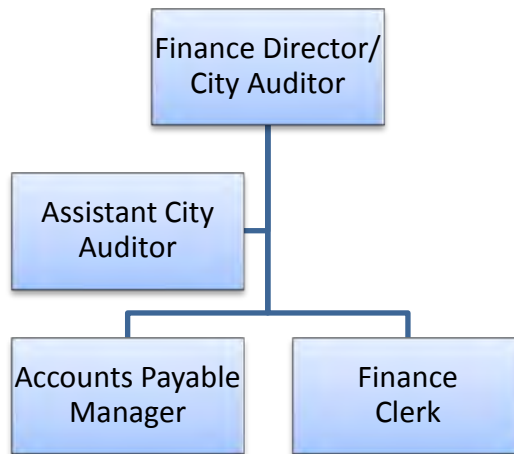 Finance Director/
City Auditor
Assistant City
Auditor
Accounts Payable
Manager
Finance
Clerk